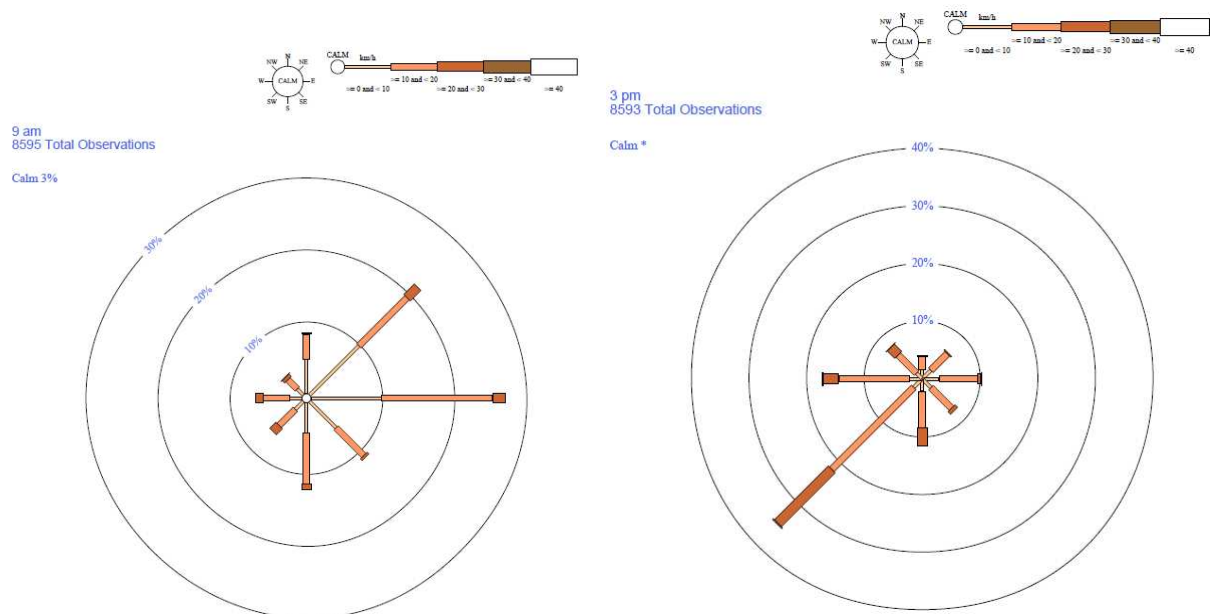 N
NW NE
W CALM E
SW SE
S
CALM km/h
>= 10 and < 20 >= 30 and < 40
>= 0 and < 10 >= 20 and < 30 >= 40
9 am
8595 Total Observations
Calm 3%
30%
20%
10%
N
NW NE
W CALM E
SW SE
S
CALM km/h
>= 10 and < 20 >= 30 and < 40
>= 0 and < 10 >= 20 and < 30 >= 40
3 pm
8593 Total Observations
Calm *
40%
30%
20%
10%